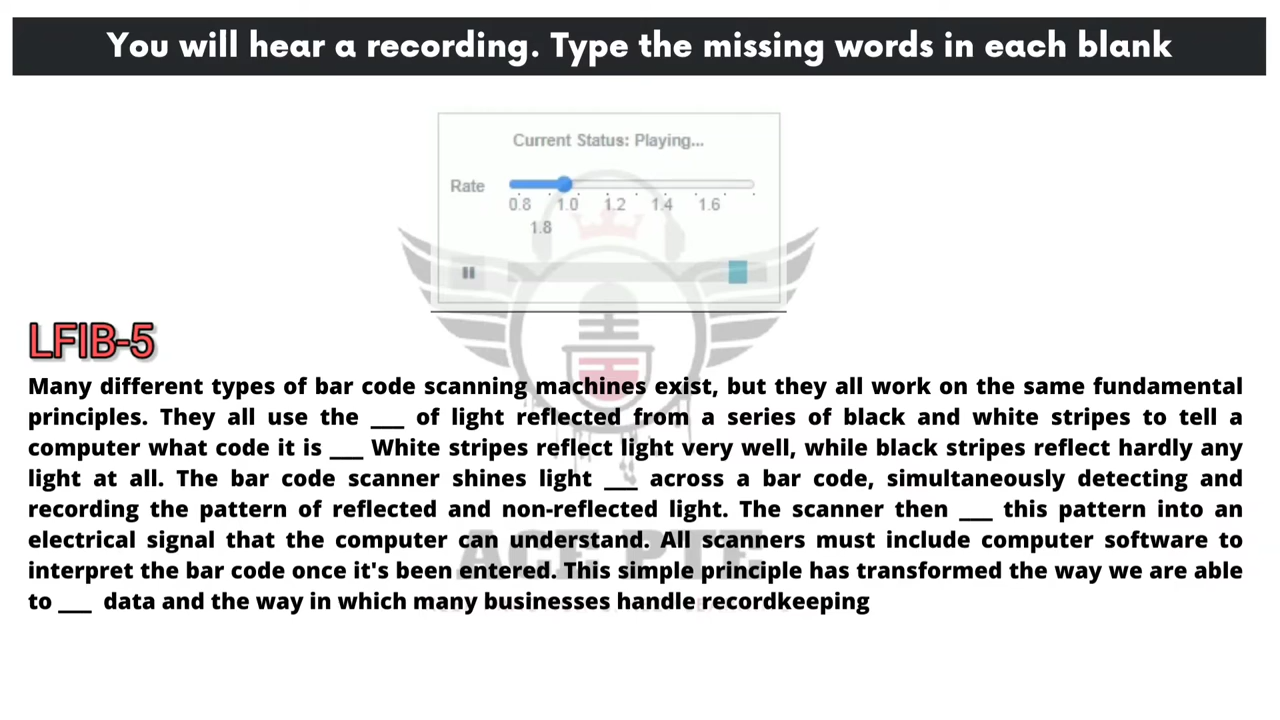 You will hear a recording. Type the missing words in each blank
Current Status: Playing...
Rate
0.8 1.0 1.2 1.4 1.6
1.8
LFIB-5
Many different types of bar code scanning machines exist, but they all work on the same fundamental
principles. They all use the ___ of light reflected from a series of black and white stripes to tell a
computer what code it is ___ White stripes reflect light very well, while black stripes reflect hardly any
light at all. The bar code scanner shines light ___ across a bar code, simultaneously detecting and
recording the pattern of reflected and non-reflected light. The scanner then ___ this pattern into an
electrical signal that the computer can understand. All scanners must include computer software to
interpret the bar code once it's been entered. This simple principle has transformed the way we are able
to ___ data and the way in which many businesses handle recordkeeping
ACE PTE